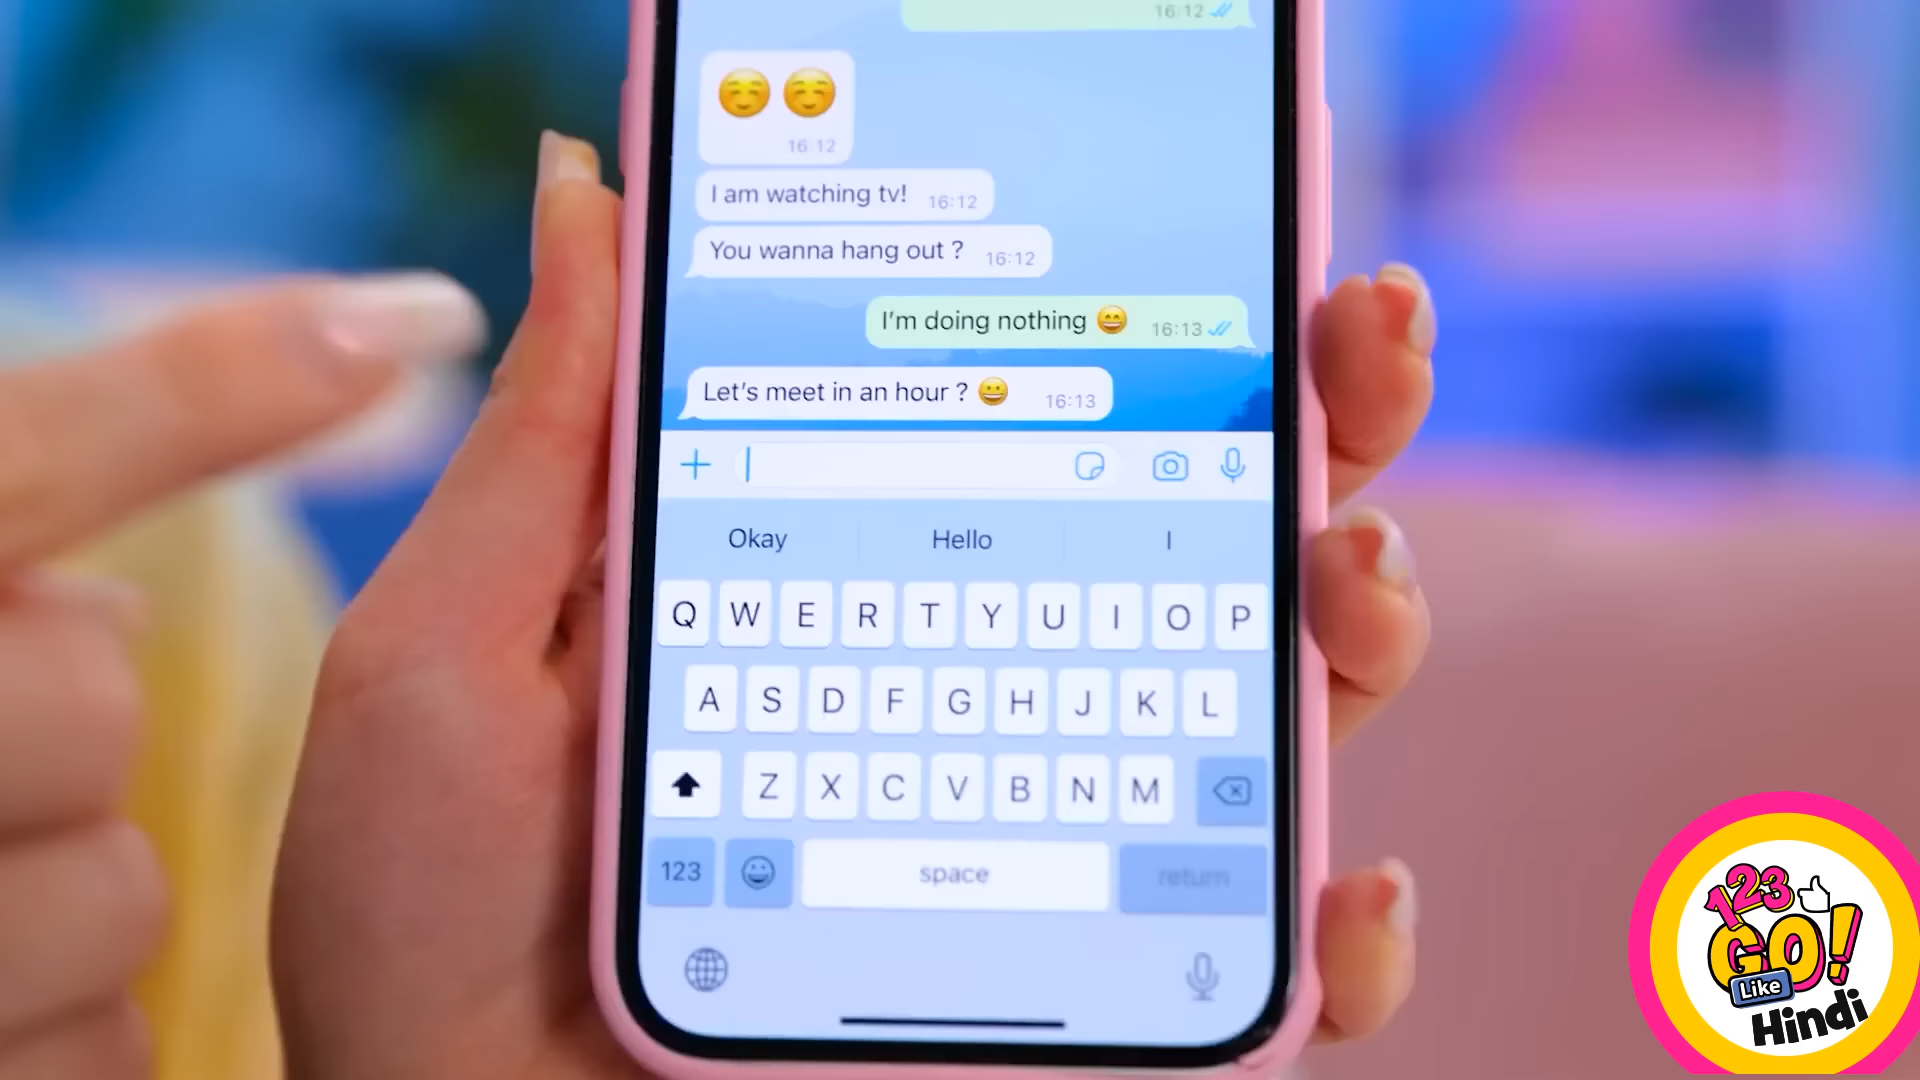 16:12
☺️ ☺️
16:12
I am watching tv! 16:12
You wanna hang out ? 16:12
I'm doing nothing 😄 16:13
Let's meet in an hour ? 😀 16:13
Okay Hello I
Q W E R T Y U I O P
A S D F G H J K L
Z X C V B N M
123 space return
123
GO!
Like
Hindi